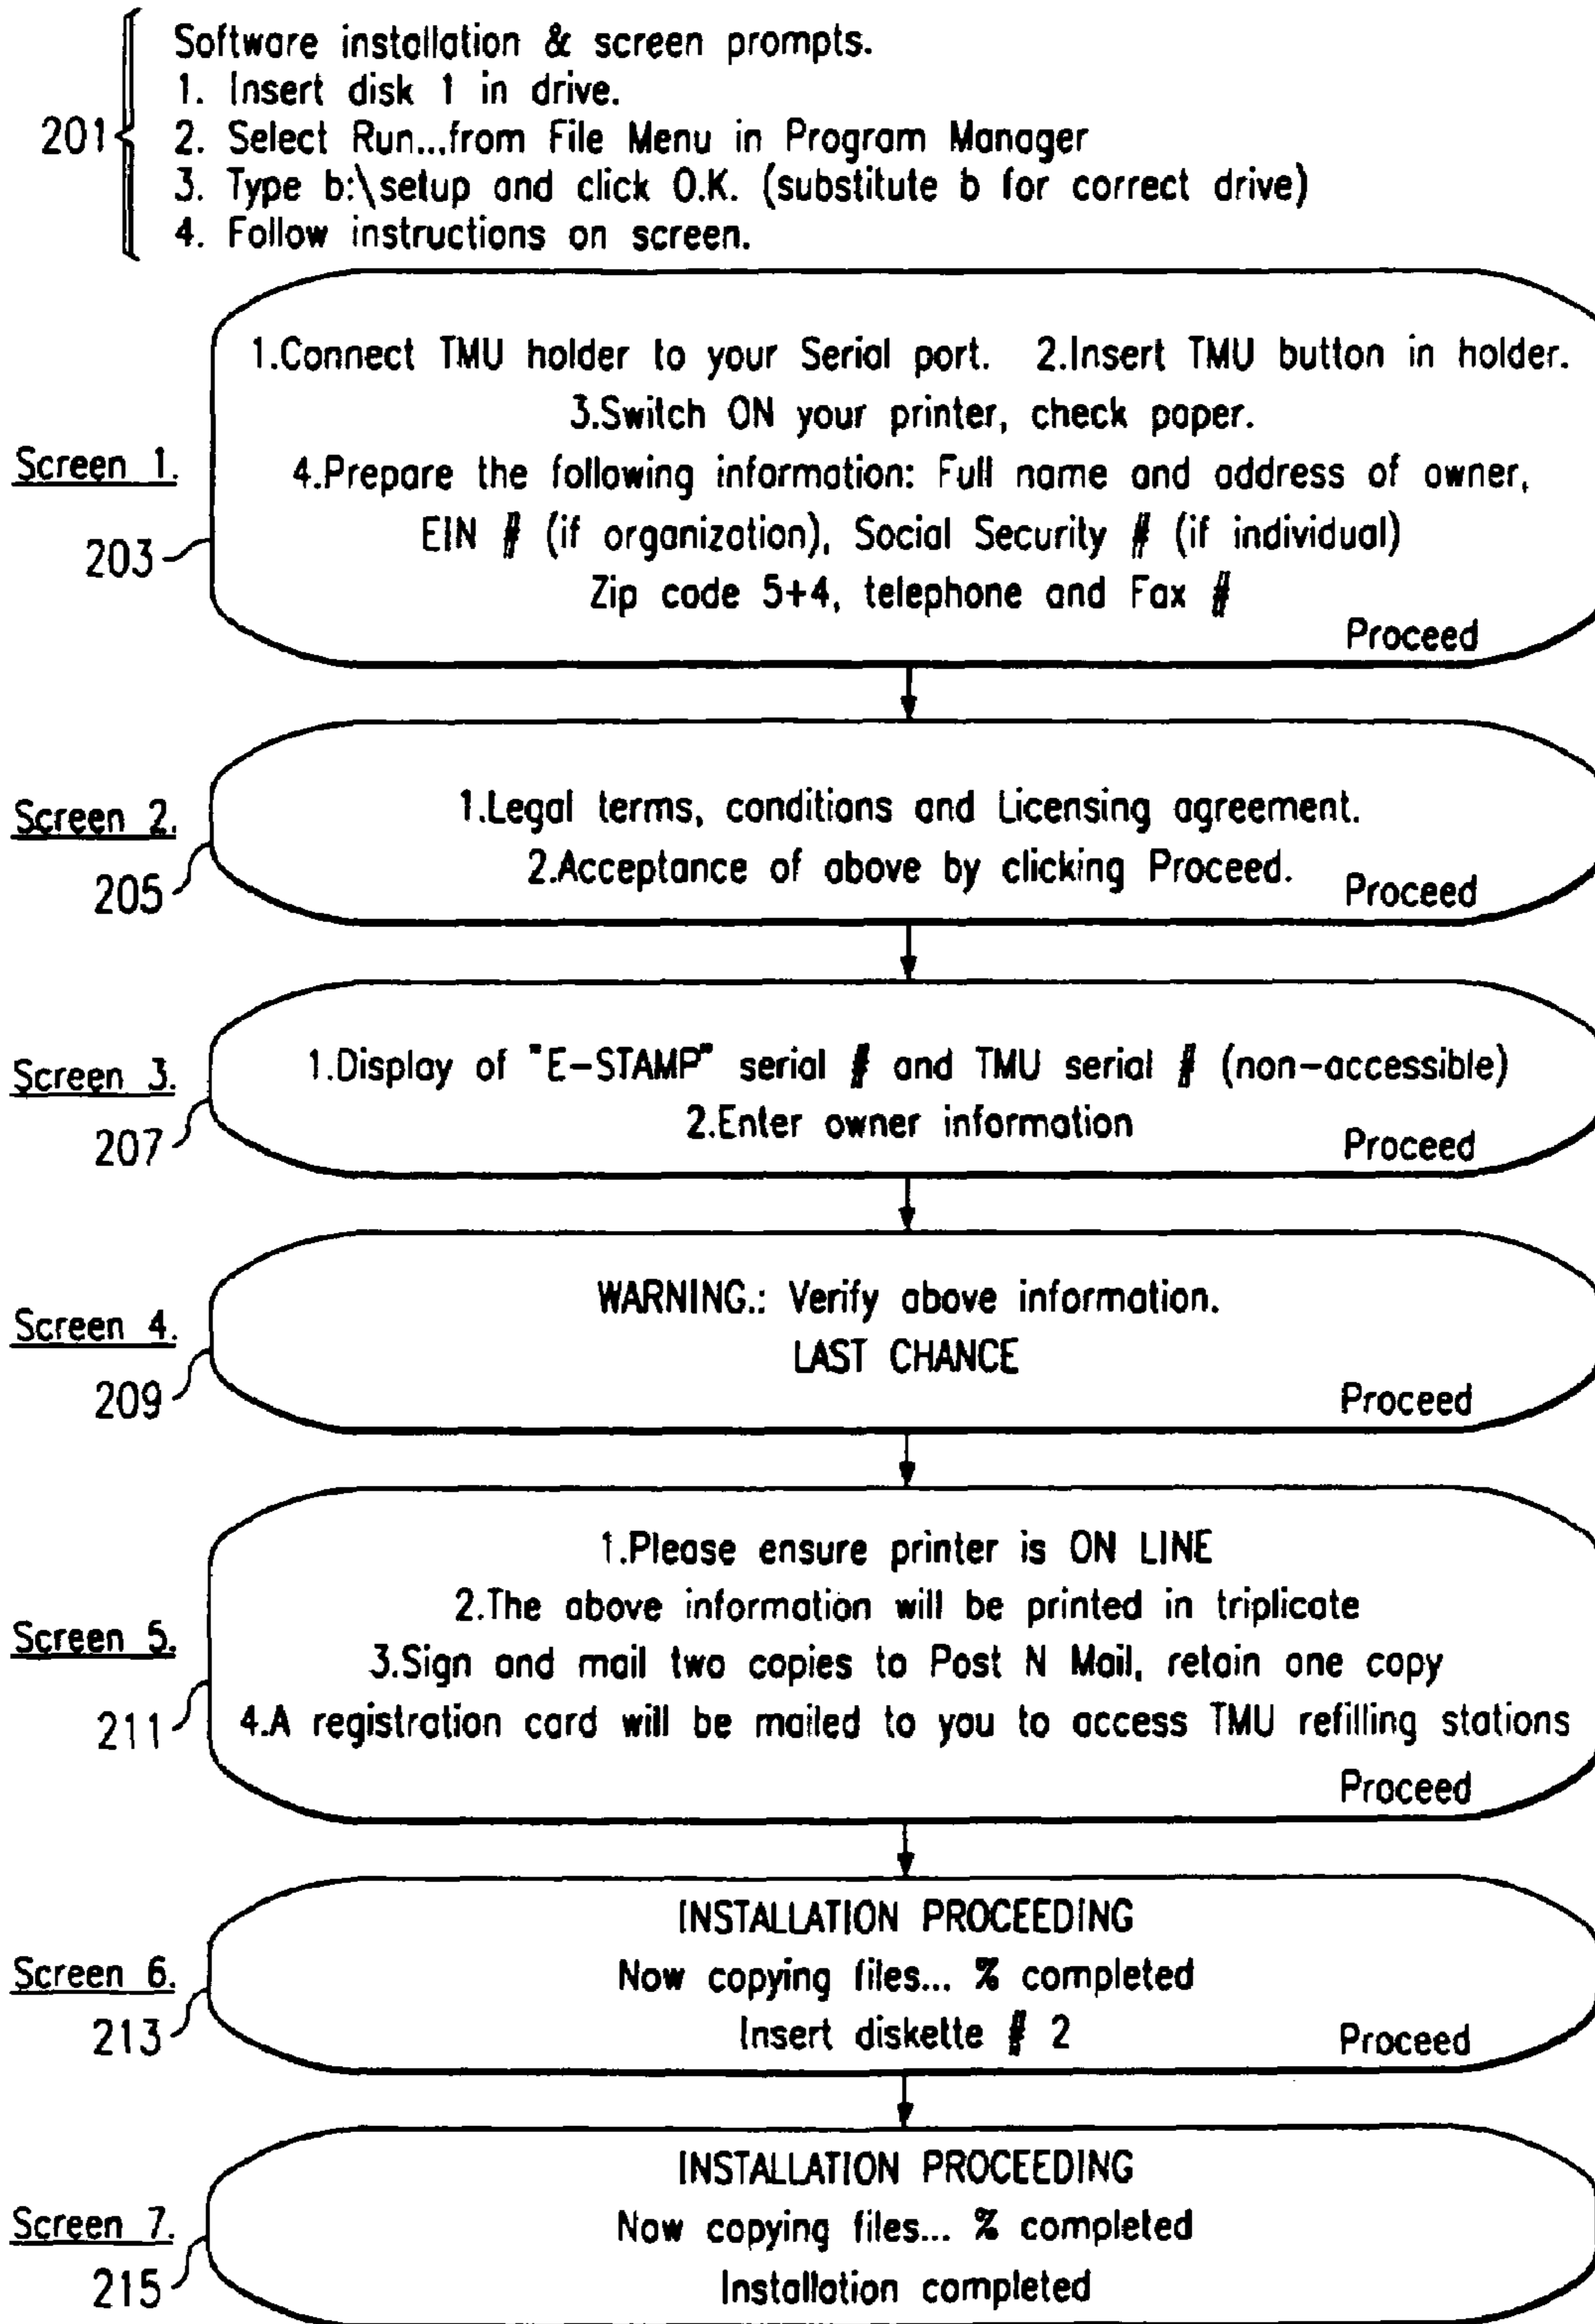 Software installation & screen prompts.
1. Insert disk 1 in drive.
201
2. Select Run...from File Menu in Program Manager
3. Type b:\setup and click O.K. (substitute b for correct drive)
4. Follow instructions on screen.
1.Connect TMU holder to your Serial port. 2.Insert TMU button in holder.
3.Switch ON your printer, check paper.
Screen 1.
4.Prepare the following information: Full name and address of owner,
EIN # (if organization), Social Security # (if individual)
203
Zip code 5+4, telephone and Fax #
Proceed
Screen 2.
1.Legal terms, conditions and Licensing agreement.
2.Acceptance of above by clicking Proceed.
Proceed
205
Screen 3.
1.Display of "E-STAMP" serial # and TMU serial # (non-accessible)
2.Enter owner information
Proceed
207
WARNING.: Verify above information.
Screen 4.
LAST CHANCE
209
Proceed
1.Please ensure printer is ON LINE
2.The above information will be printed in triplicate
Screen 5.
3.Sign and mail two copies to Post N Mail, retain one copy
211
4.A registration card will be mailed to you to access TMU refilling stations
Proceed
INSTALLATION PROCEEDING
Screen 6.
Now copying files... % completed
213
Insert diskette # 2
Proceed
INSTALLATION PROCEEDING
Screen 7.
Now copying files... % completed
215
Installation completed